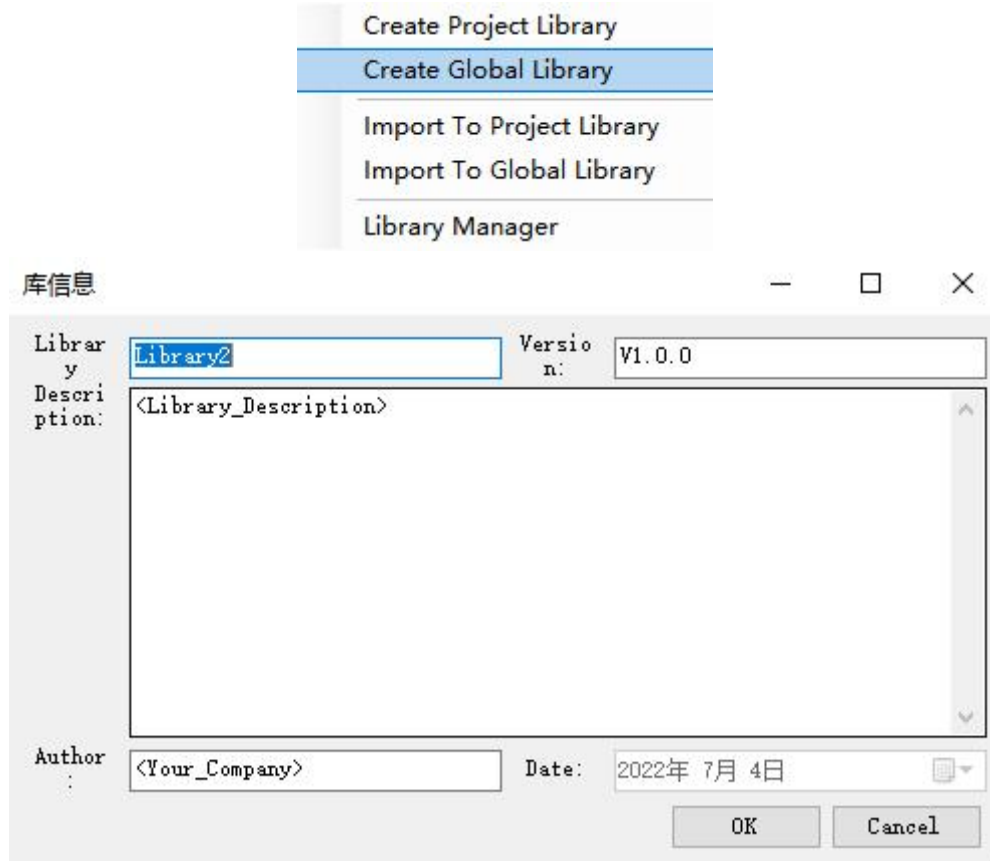 Create Project Library
Create Global Library
Import To Project Library
Import To Global Library
Library Manager
库信息
Librar
y
Library2
Versio
n:
V1.0.0
Descri
ption:
<Library_Description>
Author
:
<Your_Company>
Date:
2022年 7月 4日
OK
Cancel